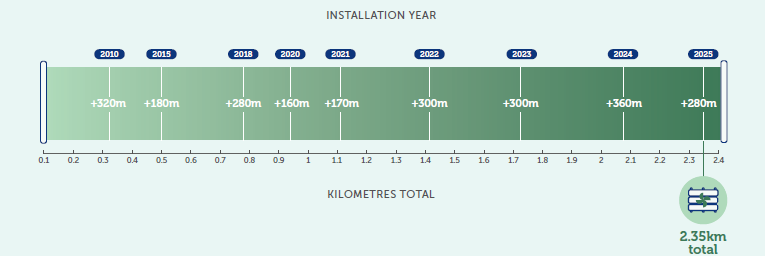 INSTALLATION YEAR
2010 2015 2018 2020 2021 2022 2023 2024 2025
+320m +180m +280m +160m +170m +300m +300m +360m +280m
0.1 0.2 0.3 0.4 0.5 0.6 0.7 0.8 0.9 1 1.1 1.2 1.3 1.4 1.5 1.6 1.7 1.8 1.9 2 2.1 2.2 2.3 2.4
KILOMETRES TOTAL
2.35km
total